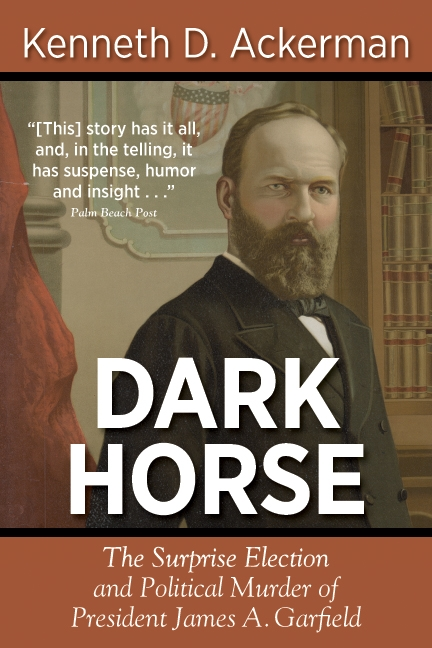 Kenneth D. Ackerman
“[This] story has it all,
and, in the telling, it
has suspense, humor
and insight . . .”
Palm Beach Post
DARK
HORSE
The Surprise Election
and Political Murder of
President James A. Garfield